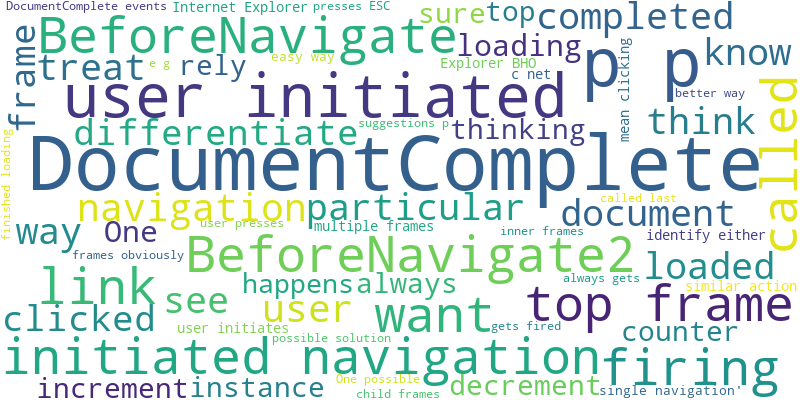 DocumentComplete events
Internet Explorer
presses ESC
sure
top
completed
BeforeNavigate
loading
p p
know
frame
treat
e g
rely
easy way
Explorer BHO
c net
mean clicking
better way
user initiated
called
differentiate
suggestions p
thinking
think
finished loading
DocumentComplete
navigation
particular
called last
document
way
One
user presses
multiple frames
inner frames
identify either
frames obviously
BeforeNavigate2
link
see
happens
always
always gets
loaded
similar action
clicked
user
want
top frame
user initiates
possible solution
gets fired
counter
initiated navigation
firing
increment
instance
One possible
child frames
decrement
single navigation'